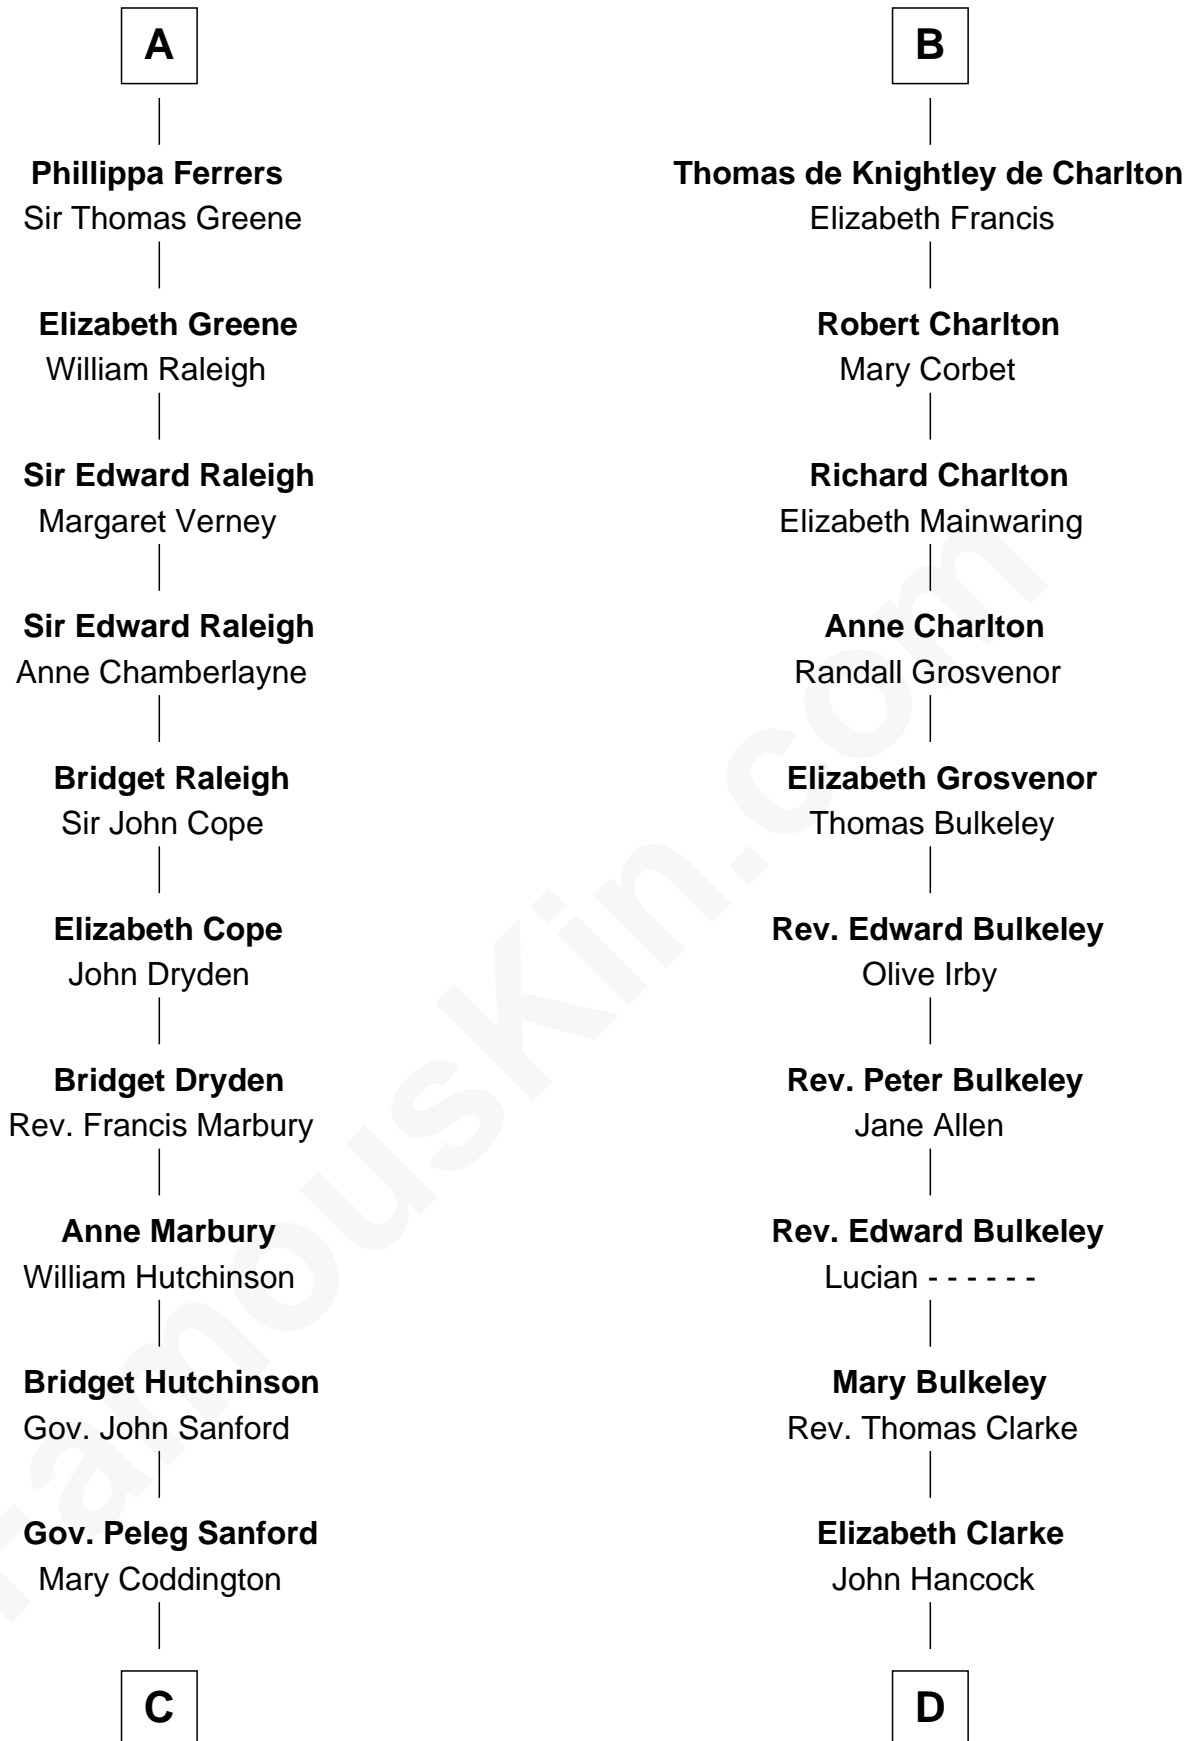 A
Phillippa Ferrers
Sir Thomas Greene
Elizabeth Greene
William Raleigh
Sir Edward Raleigh
Margaret Verney
Sir Edward Raleigh
Anne Chamberlayne
Bridget Raleigh
Sir John Cope
Elizabeth Cope
John Dryden
Bridget Dryden
Rev. Francis Marbury
Anne Marbury
William Hutchinson
Bridget Hutchinson
Gov. John Sanford
Gov. Peleg Sanford
Mary Coddington
C
B
Thomas de Knightley de Charlton
Elizabeth Francis
Robert Charlton
Mary Corbet
Richard Charlton
Elizabeth Mainwaring
Anne Charlton
Randall Grosvenor
Elizabeth Grosvenor
Thomas Bulkeley
Rev. Edward Bulkeley
Olive Irby
Rev. Peter Bulkeley
Jane Allen
Rev. Edward Bulkeley
Lucian - - - - - -
Mary Bulkeley
Rev. Thomas Clarke
Elizabeth Clarke
John Hancock
D
FamousKin.com